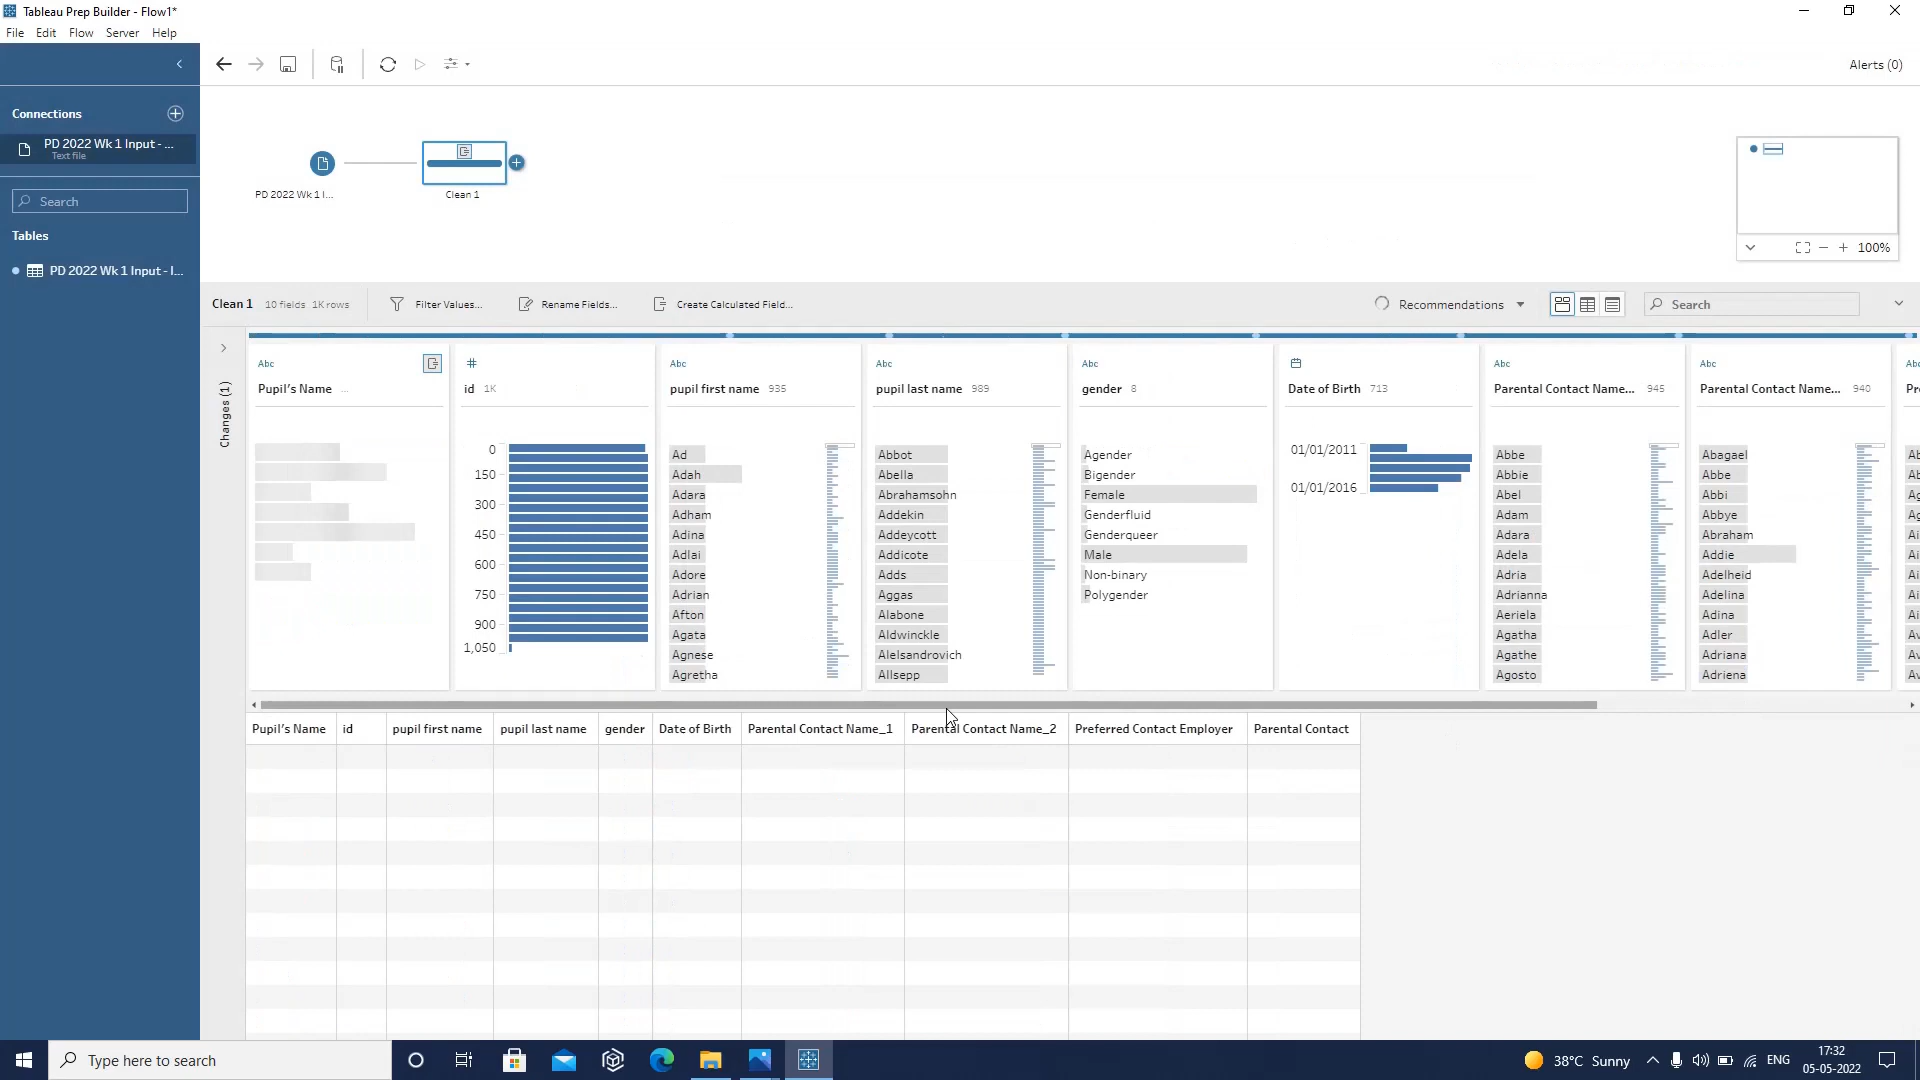 Tableau Prep Builder - Flow1*
File Edit Flow Server Help
Alerts (0)
Connections
PD 2022 Wk 1 Input - ...
Text file
Search
Tables
PD 2022 Wk 1 Input - I...
PD 2022 Wk 1 I...
Clean 1
100%
Clean 1 10 fields 1K rows Filter Values... Rename Fields... Create Calculated Field... Recommendations Search
Changes (1)
Abc
Pupil's Name ...
#
id 1K
0
150
300
450
600
750
900
1,050
Abc
pupil first name 935
Ad
Adah
Adara
Adham
Adina
Adlai
Adore
Adrian
Afton
Agata
Agnese
Agretha
Abc
pupil last name 989
Abbot
Abella
Abrahamsohn
Addekin
Addeycott
Addicote
Adds
Aggas
Alabone
Aldwinckle
Alelsandrovich
Allsepp
Abc
gender 8
Agender
Bigender
Female
Genderfluid
Genderqueer
Male
Non-binary
Polygender
Date of Birth 713
01/01/2011
01/01/2016
Abc
Parental Contact Name... 945
Abbe
Abbie
Abel
Adam
Adara
Adela
Adria
Adrianna
Aeriela
Agatha
Agathe
Agosto
Abc
Parental Contact Name... 940
Abagael
Abbe
Abbi
Abbye
Abraham
Addie
Adelheid
Adelina
Adina
Adler
Adriana
Adriena
Pupil's Name id pupil first name pupil last name gender Date of Birth Parental Contact Name_1 Parental Contact Name_2 Preferred Contact Employer Parental Contact
Type here to search
38°C Sunny
ENG
17:32
05-05-2022